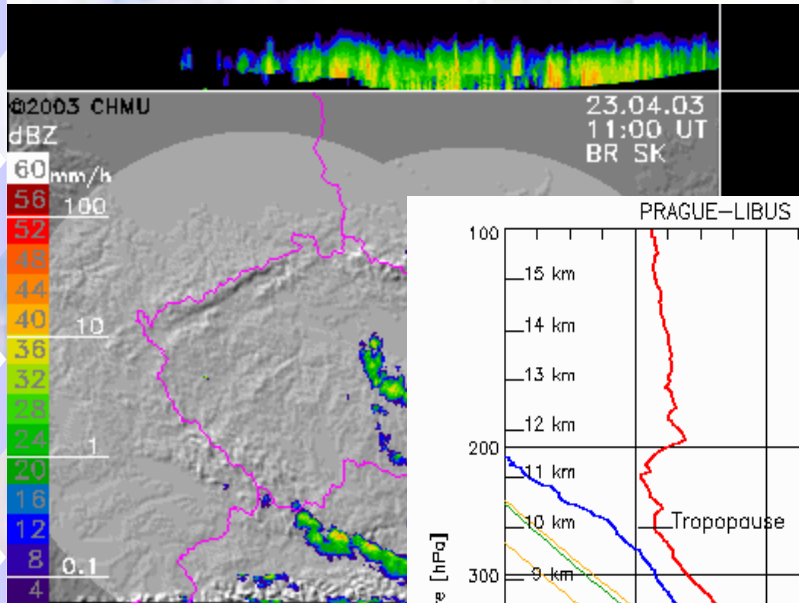 ©2003 CHMU
dBZ
23.04.03
11:00 UT
BR SK
60
mm/h
56
100
52
48
44
40
10
36
32
28
24
1
20
16
12
8
0.1
4
PRAGUE-LIBUS
100
15 km
14 km
13 km
12 km
200
11 km
10 km
Tropopause
300
9 km
re [hPa]